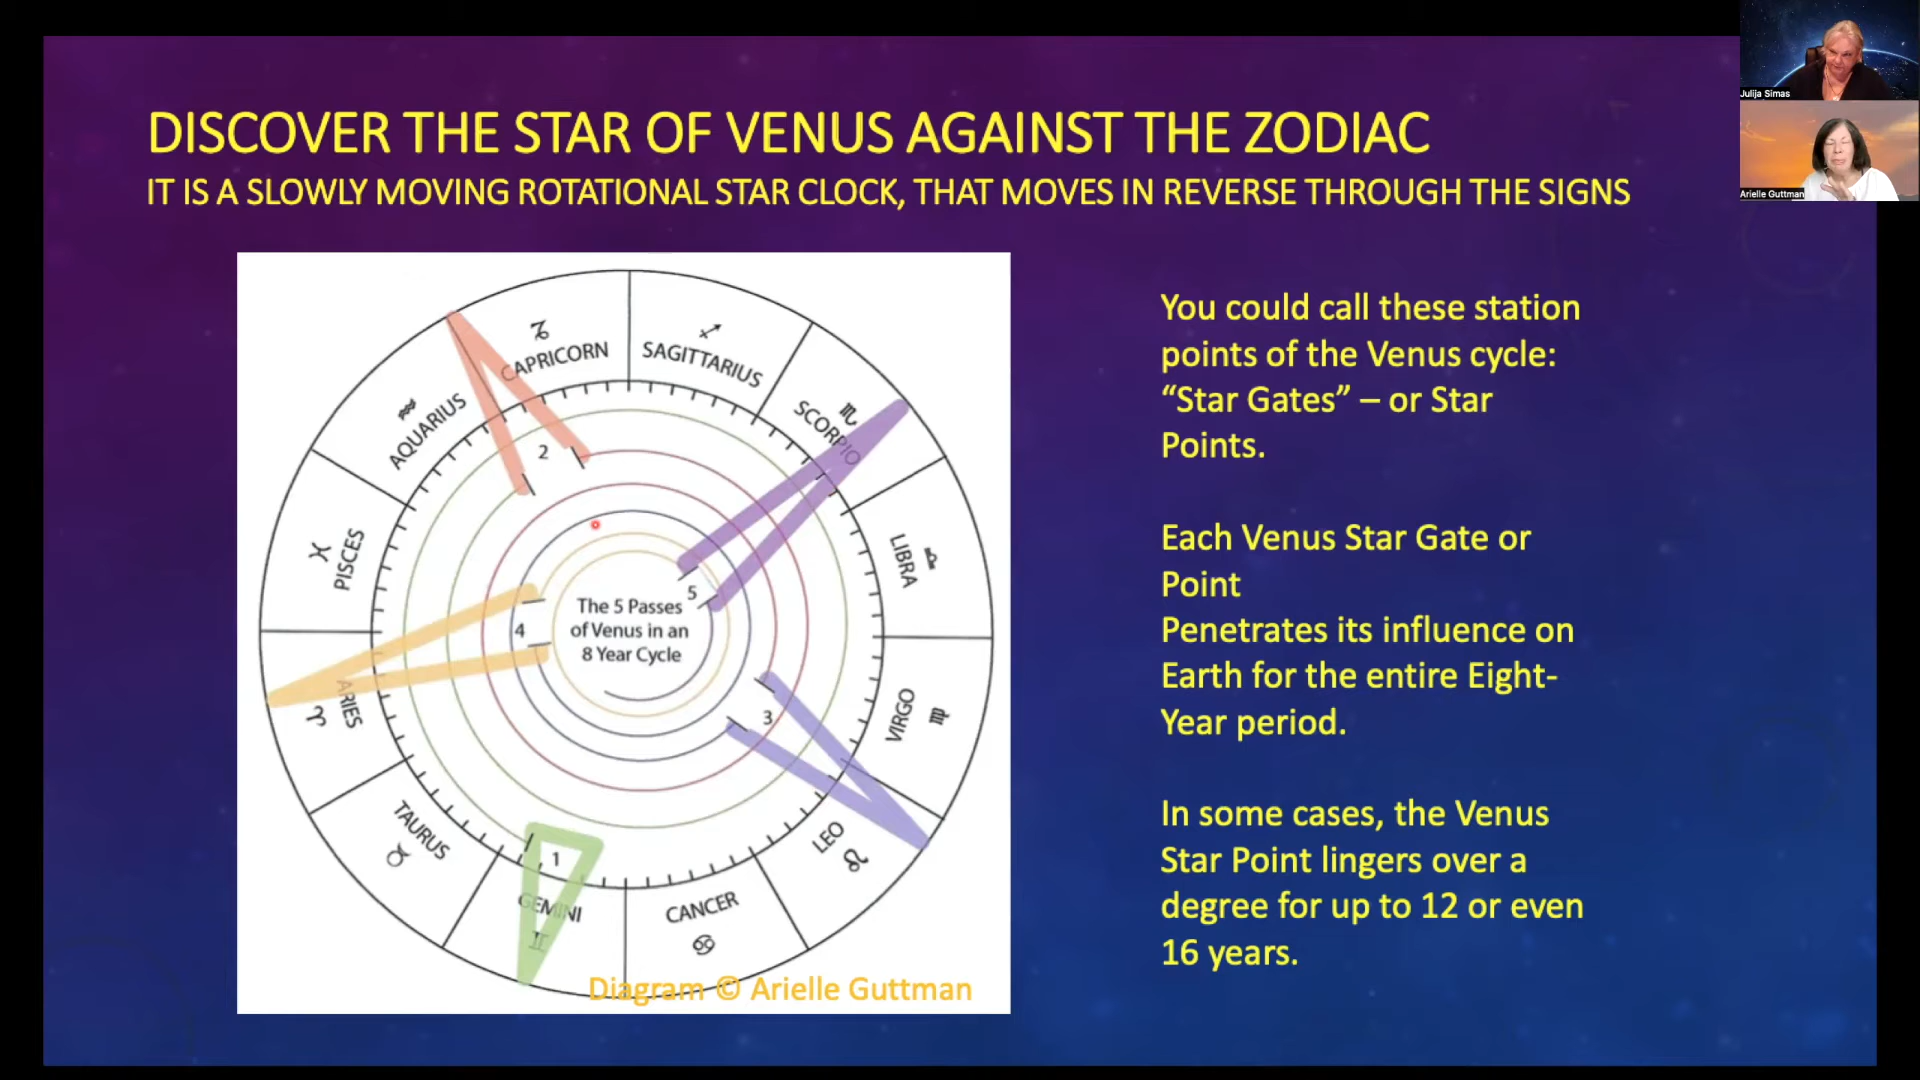 DISCOVER THE STAR OF VENUS AGAINST THE ZODIAC
IT IS A SLOWLY MOVING ROTATIONAL STAR CLOCK, THAT MOVES IN REVERSE THROUGH THE SIGNS
Julija Simas
Arielle Guttman
♑
CAPRICORN
♐
SAGITTARIUS
♏
SCORPIO
♎
LIBRA
♍
VIRGO
LEO
♌
CANCER
♋
GEMINI
♊
TAURUS
♉
ARIES
♈
♓
PISCES
♒
AQUARIUS
2
5
4
3
1
The 5 Passes
of Venus in an
8 Year Cycle
Diagram © Arielle Guttman
You could call these station
points of the Venus cycle:
“Star Gates” – or Star
Points.
Each Venus Star Gate or
Point
Penetrates its influence on
Earth for the entire Eight-
Year period.
In some cases, the Venus
Star Point lingers over a
degree for up to 12 or even
16 years.